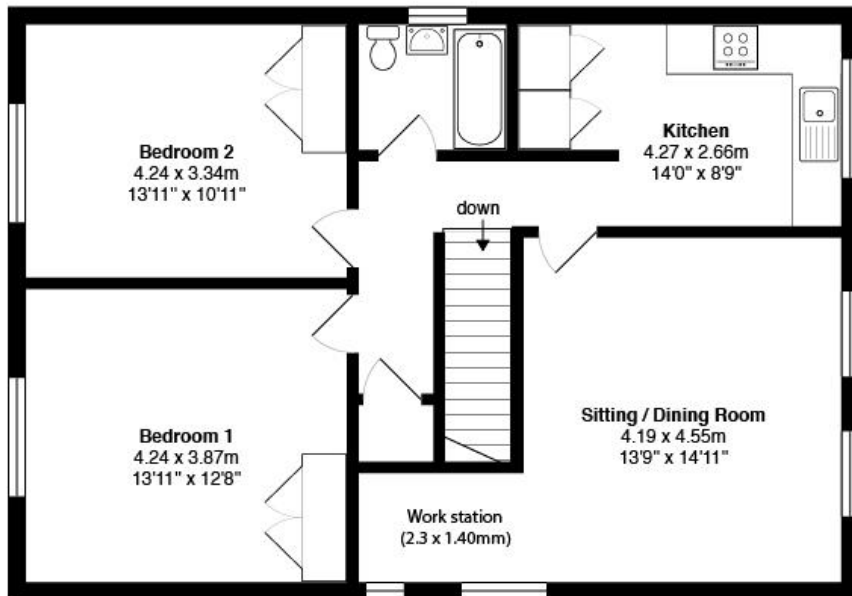 Bedroom 2
4.24 x 3.34m
13'11" x 10'11"
Kitchen
4.27 x 2.66m
14'0" x 8'9"
down
Bedroom 1
4.24 x 3.87m
13'11" x 12'8"
Sitting / Dining Room
4.19 x 4.55m
13'9" x 14'11"
Work station
(2.3 x 1.40mm)